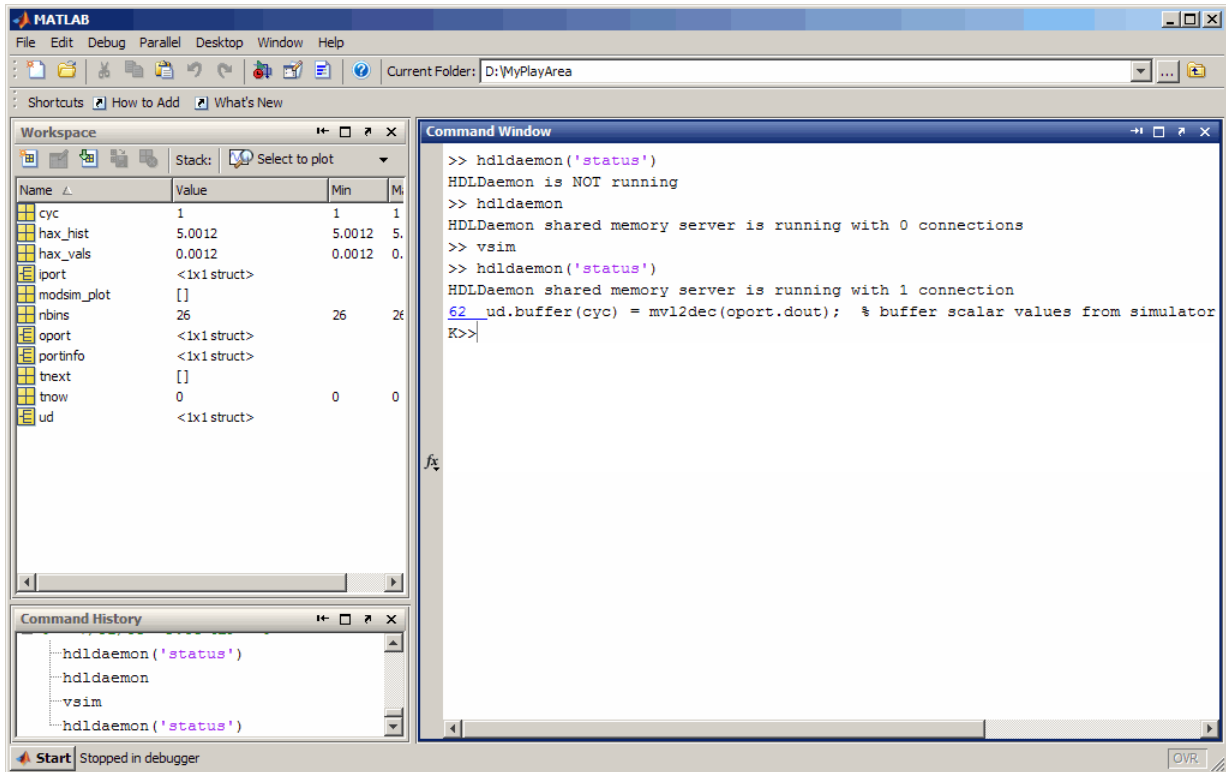 MATLAB
File Edit Debug Parallel Desktop Window Help
Current Folder: D:\MyPlayArea
Shortcuts How to Add What's New
Workspace
Stack: Select to plot
Name Value Min Ma
cyc 1 1 1
hax_hist 5.0012 5.0012 5.
hax_vals 0.0012 0.0012 0.
iport <1x1 struct>
modsim_plot []
nbins 26 26 26
oport <1x1 struct>
portinfo <1x1 struct>
tnext []
tnow 0 0 0
ud <1x1 struct>
Command History
hdldaemon('status')
hdldaemon
vsim
hdldaemon('status')
Command Window
>> hdldaemon('status')
HDLDaemon is NOT running
>> hdldaemon
HDLDaemon shared memory server is running with 0 connections
>> vsim
>> hdldaemon('status')
HDLDaemon shared memory server is running with 1 connection
62 ud.buffer(cyc) = mvl2dec(oport.dout); % buffer scalar values from simulator
K>>
fx
Start Stopped in debugger
OVR